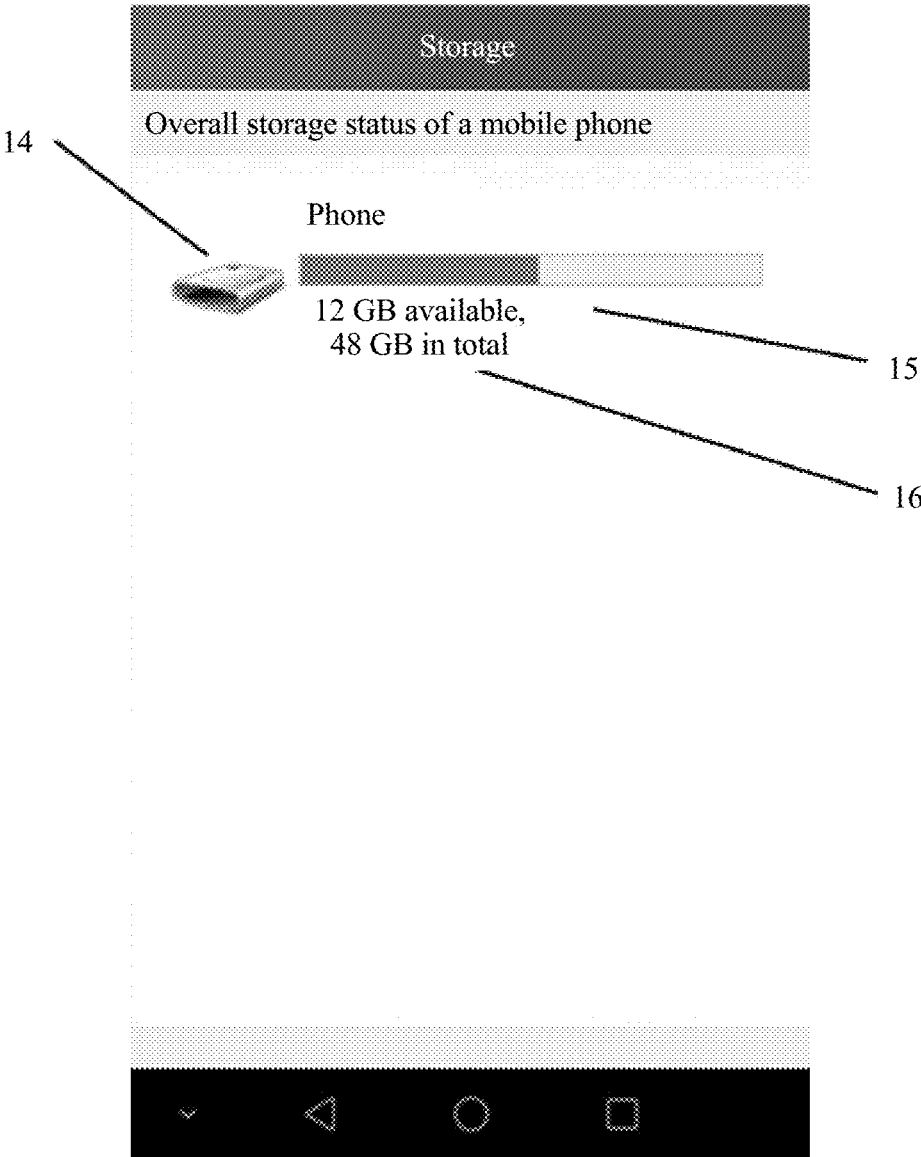 Storage
Overall storage status of a mobile phone
14
Phone
12 GB available,
48 GB in total
15
16